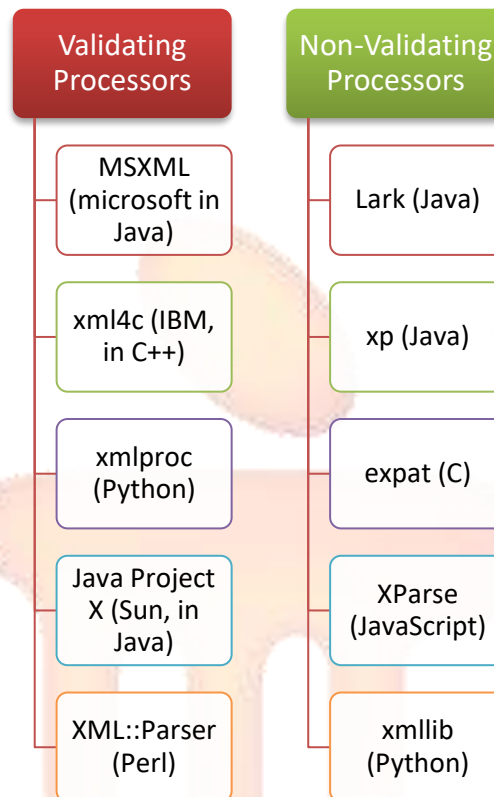 Validating
Processors
MSXML
(microsoft in
Java)
xml4c (IBM,
in C++)
xmlproc
(Python)
Java Project
X (Sun, in
Java)
XML::Parser
(Perl)
Non-Validating
Processors
Lark (Java)
xp (Java)
expat (C)
XParse
(JavaScript)
xmllib
(Python)